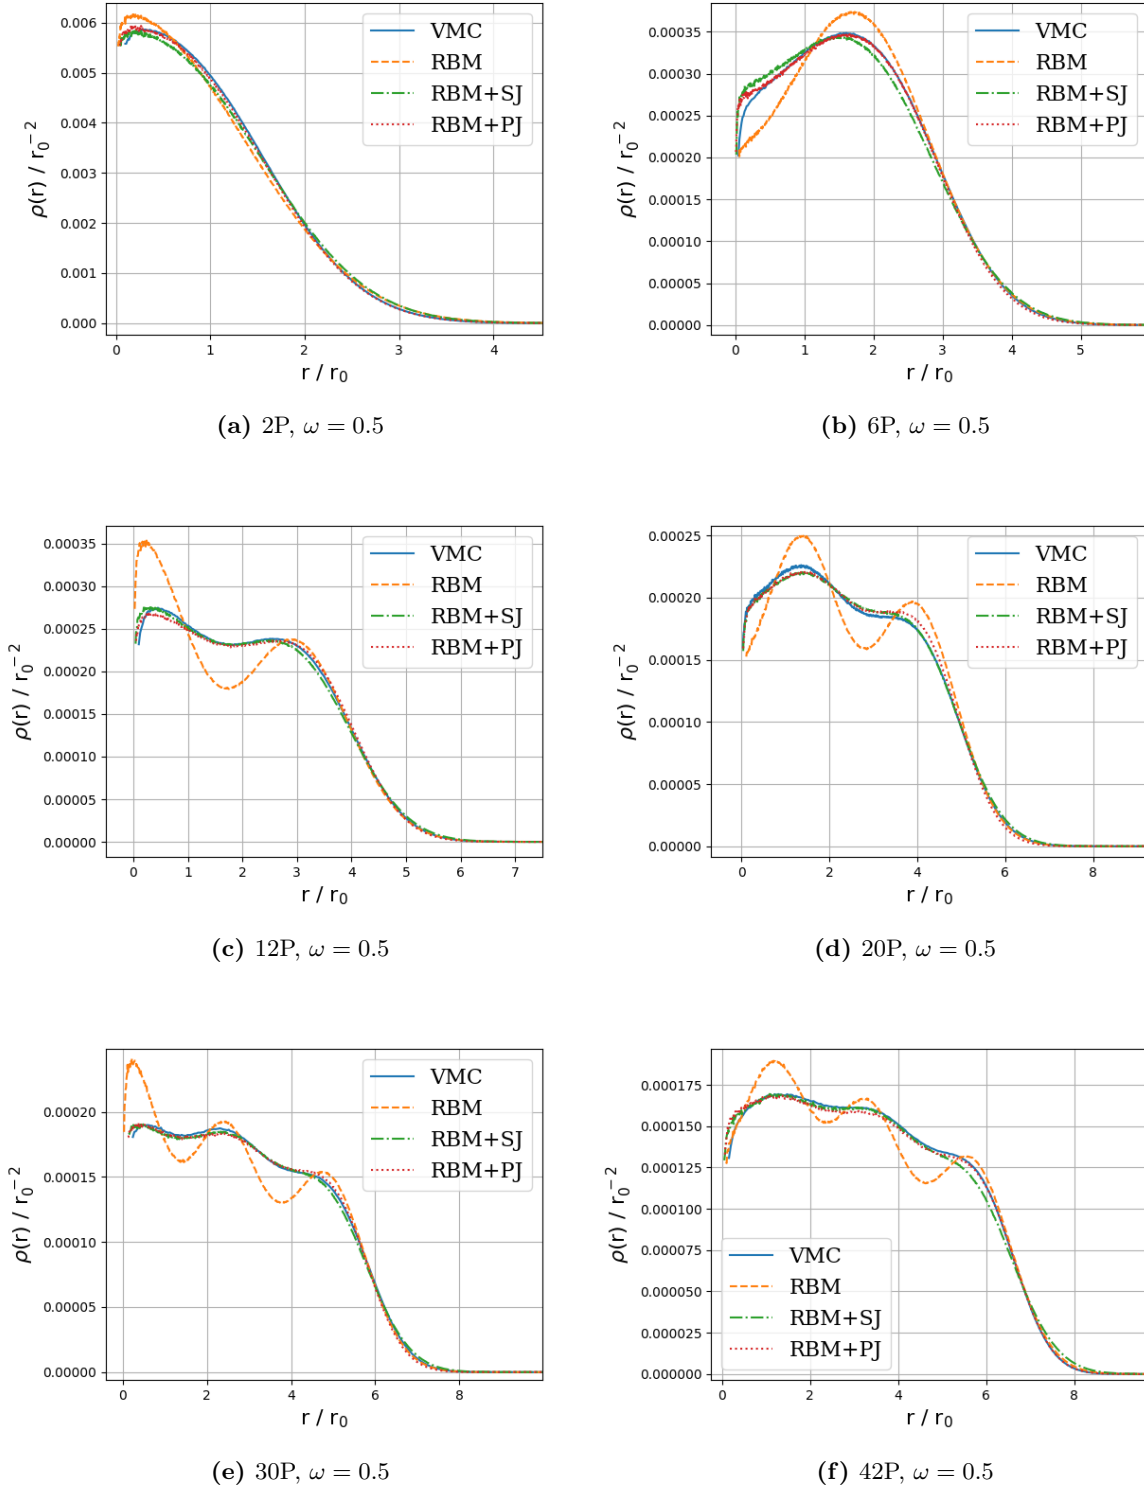 0.006
0.005
0.004
0.003
0.002
0.001
0.000
ρ(r) / r₀⁻²
VMC
RBM
RBM+SJ
RBM+PJ
0 1 2 3 4
r / r₀
(a) 2P, ω = 0.5
0.00035
0.00030
0.00025
0.00020
0.00015
0.00010
0.00005
0.00000
ρ(r) / r₀⁻²
VMC
RBM
RBM+SJ
RBM+PJ
0 1 2 3 4 5
r / r₀
(b) 6P, ω = 0.5
0.00035
0.00030
0.00025
0.00020
0.00015
0.00010
0.00005
0.00000
ρ(r) / r₀⁻²
VMC
RBM
RBM+SJ
RBM+PJ
0 1 2 3 4 5 6 7
r / r₀
(c) 12P, ω = 0.5
0.00025
0.00020
0.00015
0.00010
0.00005
0.00000
ρ(r) / r₀⁻²
VMC
RBM
RBM+SJ
RBM+PJ
0 2 4 6 8
r / r₀
(d) 20P, ω = 0.5
0.00020
0.00015
0.00010
0.00005
0.00000
ρ(r) / r₀⁻²
VMC
RBM
RBM+SJ
RBM+PJ
0 2 4 6 8
r / r₀
(e) 30P, ω = 0.5
0.000175
0.000150
0.000125
0.000100
0.000075
0.000050
0.000025
0.000000
ρ(r) / r₀⁻²
VMC
RBM
RBM+SJ
RBM+PJ
0 2 4 6 8
r / r₀
(f) 42P, ω = 0.5